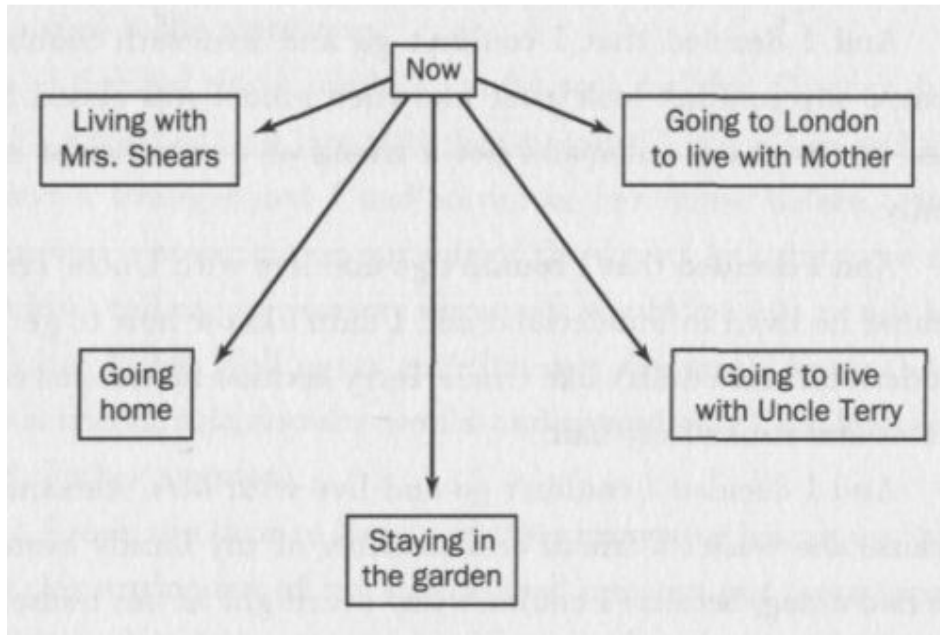 Now
Living with
Mrs. Shears
Going to London
to live with Mother
Going
home
Going to live
with Uncle Terry
Staying in
the garden